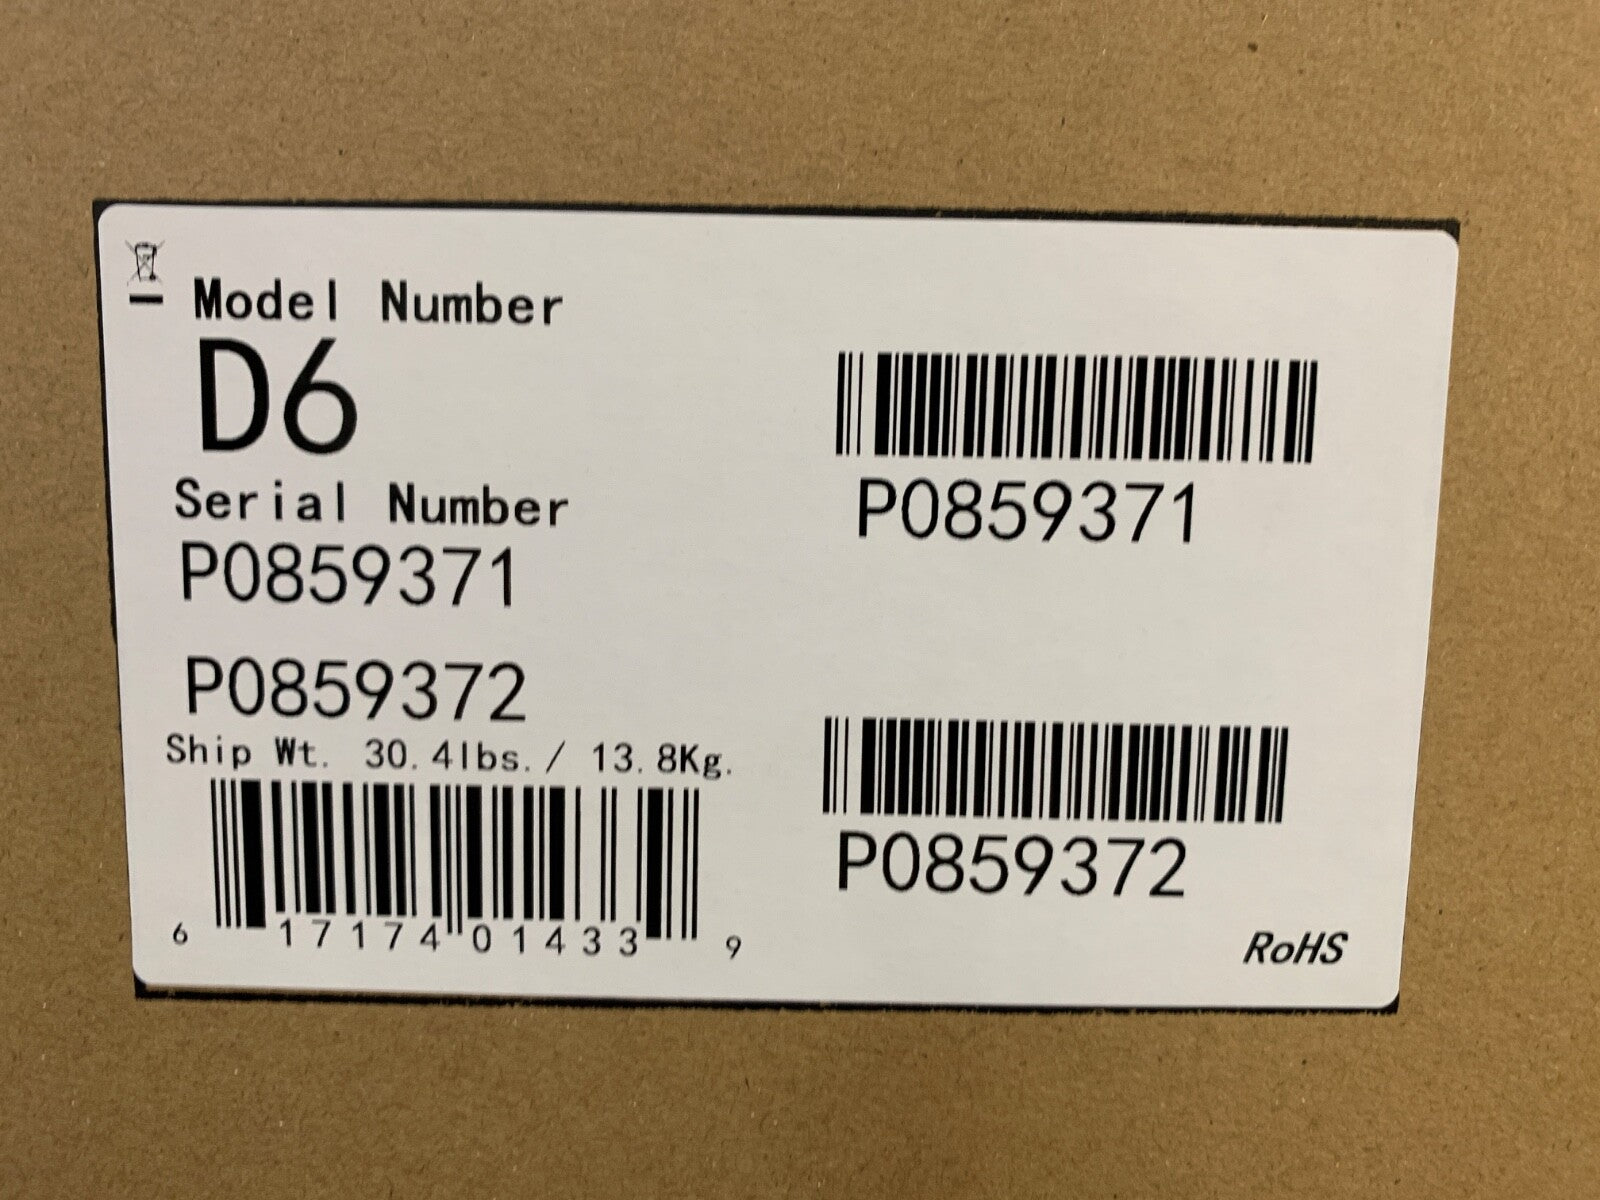 Model Number
D6
Serial Number
P0859371
P0859372
Ship Wt. 30.4lbs./ 13.8Kg.
6 17174 01433 9
P0859371
P0859372
RoHS